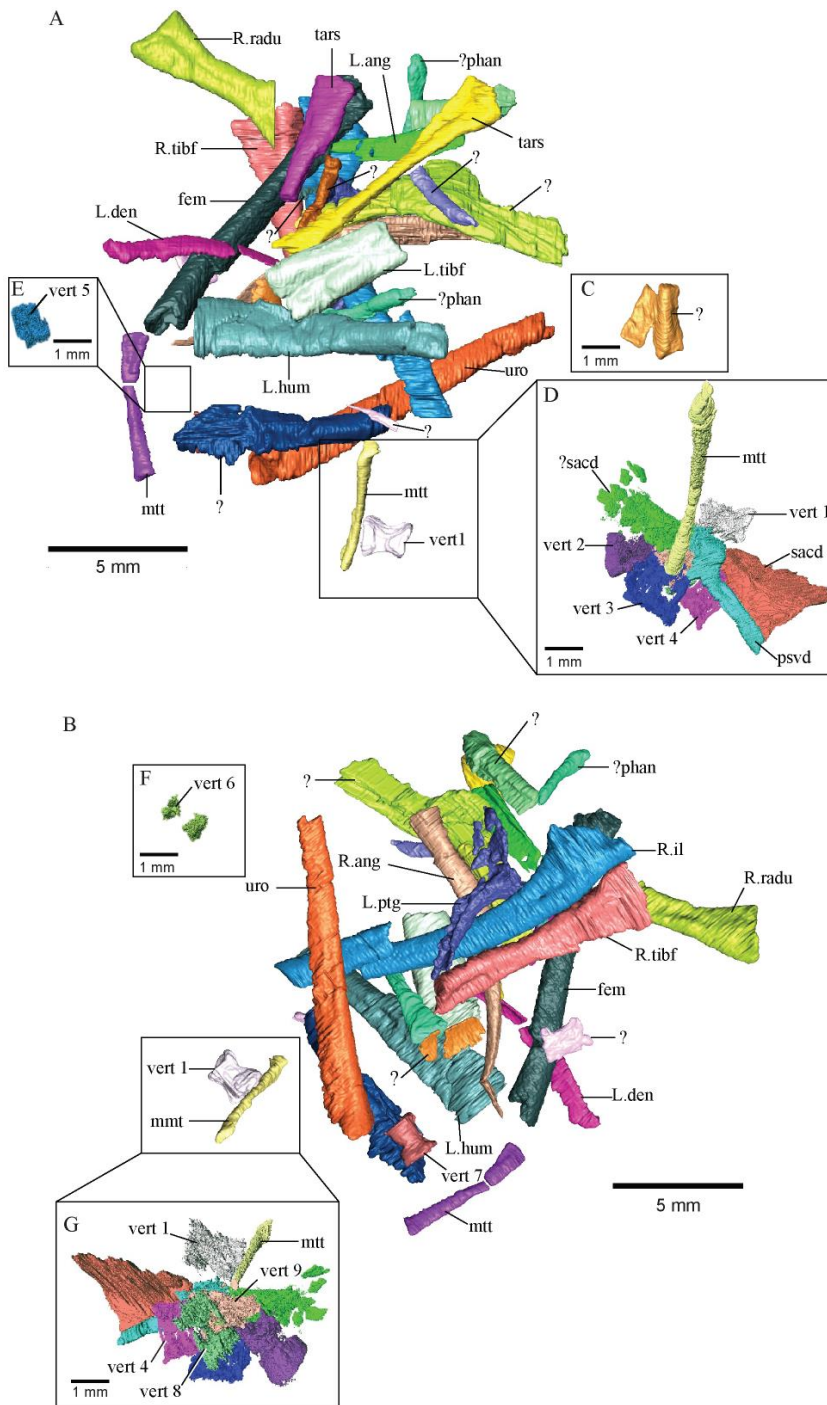 A
R.radu
tars
L.ang
?phan
R.tibf
tars
fem
?
?
?
?
L.den
L.tibf
E
vert 5
1 mm
?phan
C
?
1 mm
L.hum
uro
?
?
mtt
mtt
vert1
5 mm
D
mtt
?sacd
vert 1
vert 2
sacd
vert 3
vert 4
psvd
1 mm
B
?
?phan
F
vert 6
1 mm
?
R.il
uro
R.ang
R.radu
L.ptg
R.tibf
fem
?
vert 1
?
L.den
mmt
L.hum
vert 7
5 mm
mtt
G
vert 1
mtt
vert 9
vert 4
vert 8
1 mm